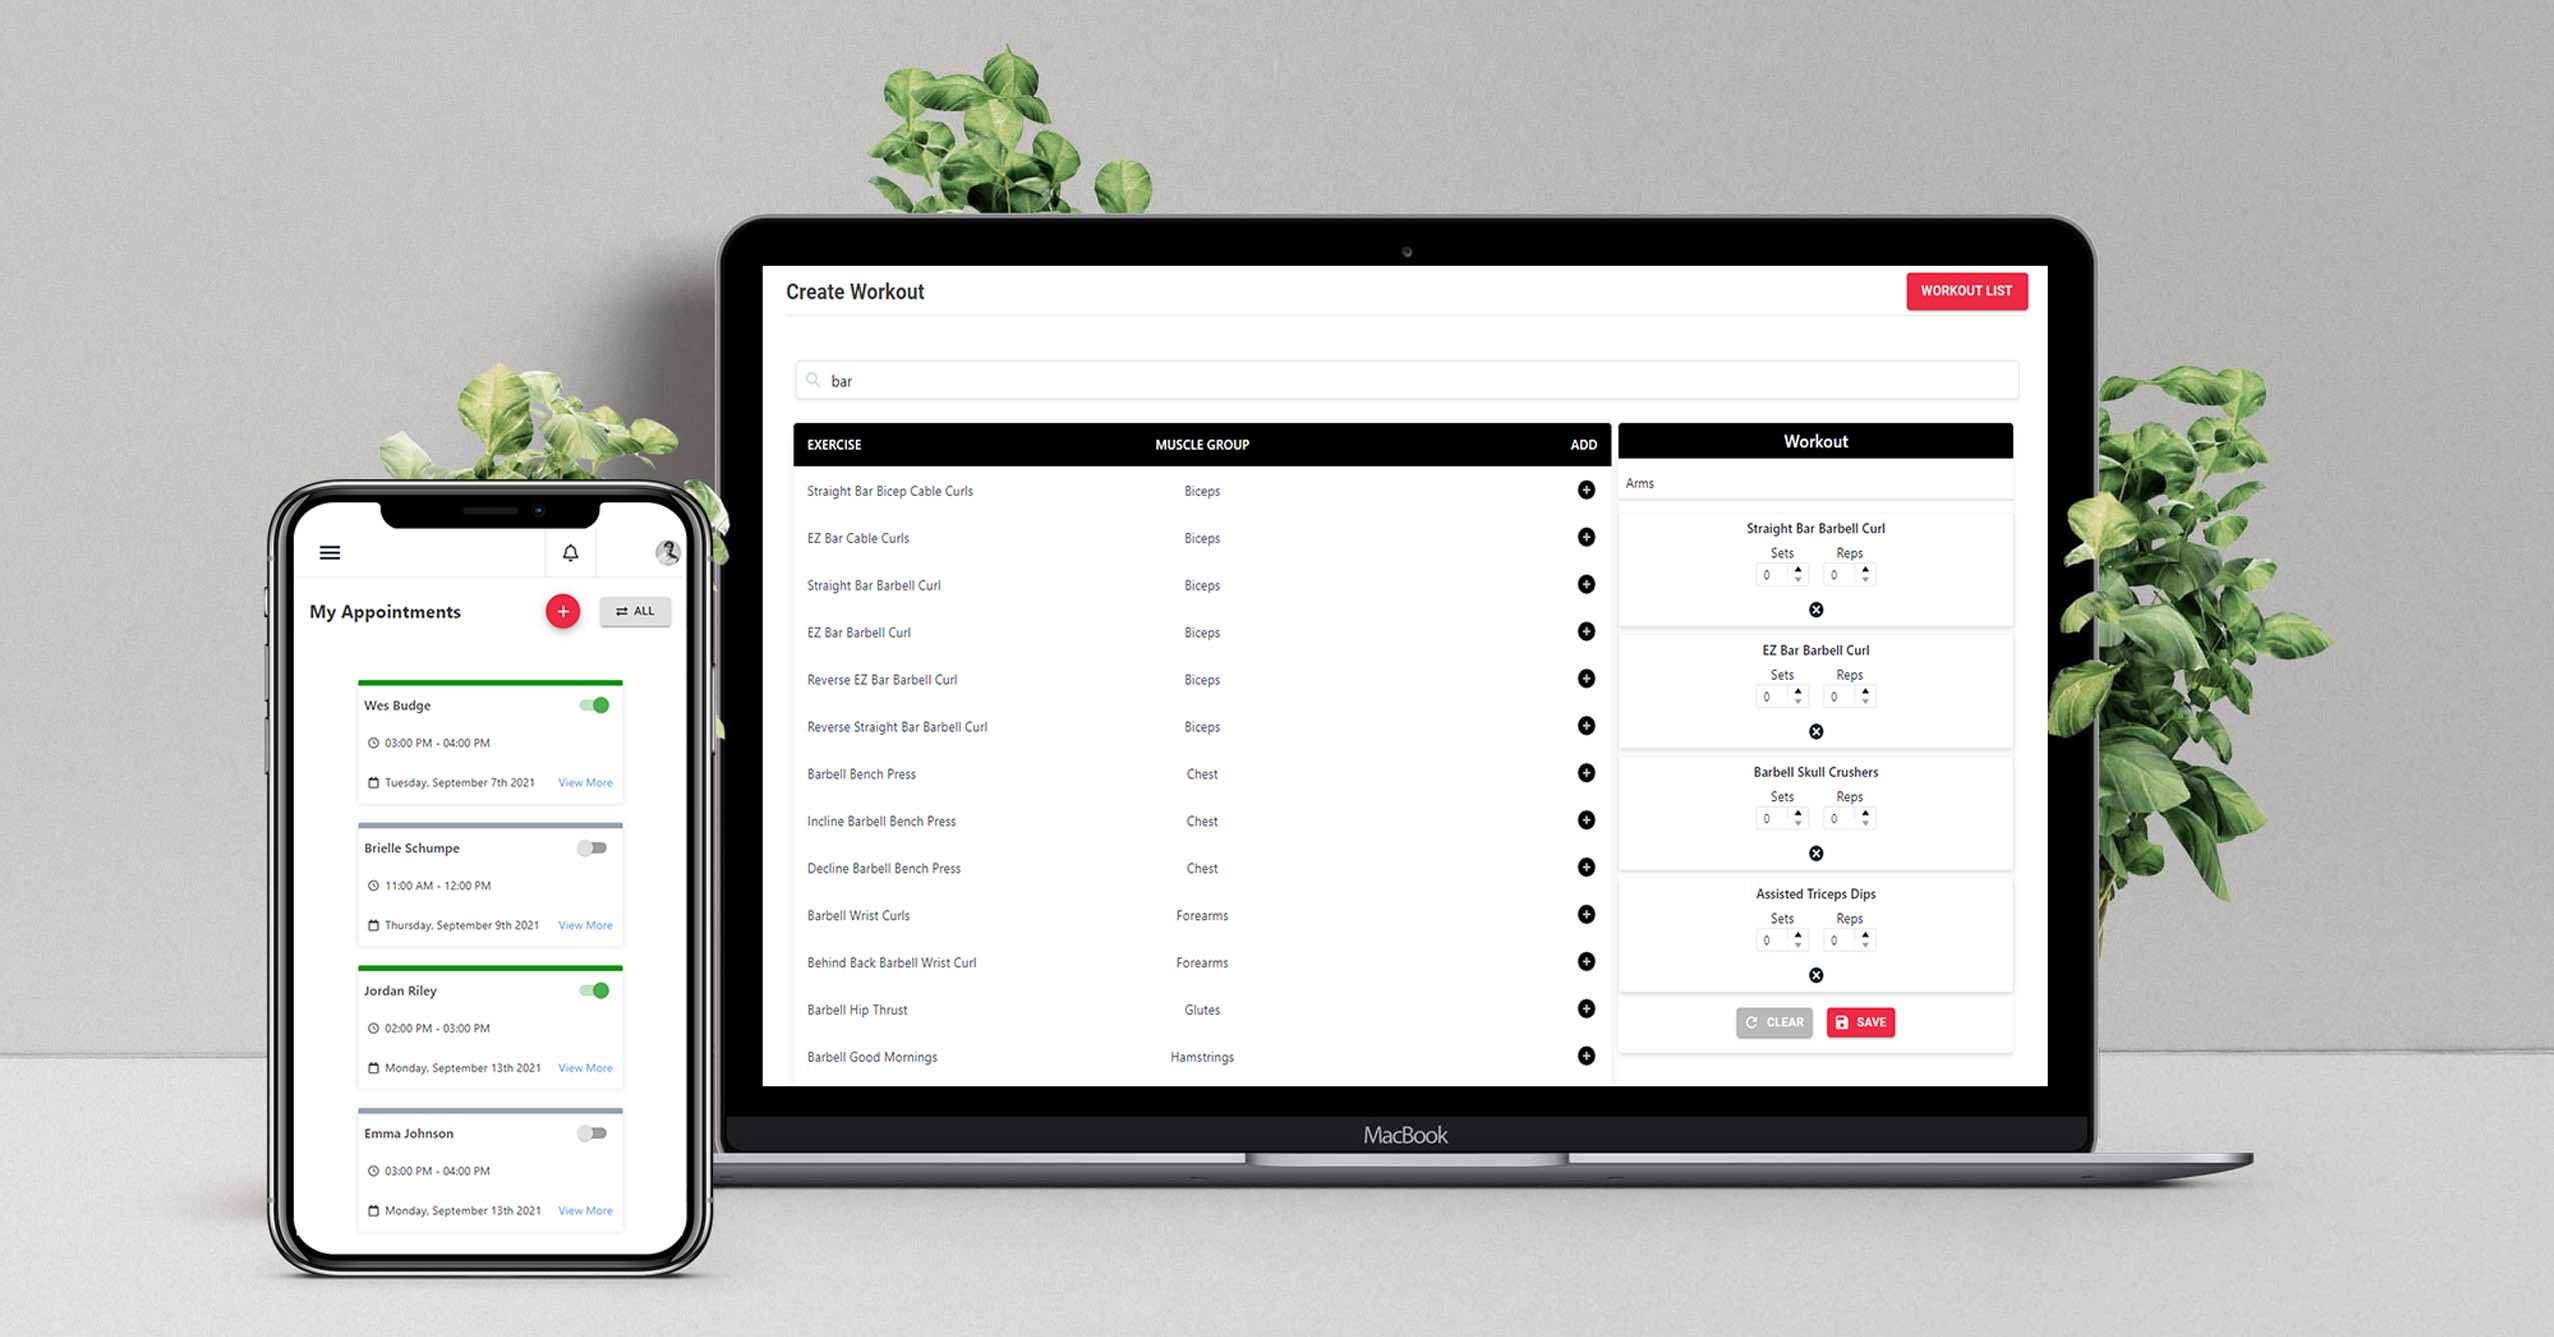 My Appointments
ALL
Wes Budge
03:00 PM - 04:00 PM
Tuesday, September 7th 2021 View More
Brielle Schumpe
11:00 AM - 12:00 PM
Thursday, September 9th 2021 View More
Jordan Riley
02:00 PM - 03:00 PM
Monday, September 13th 2021 View More
Emma Johnson
03:00 PM - 04:00 PM
Monday, September 13th 2021 View More
Create Workout
WORKOUT LIST
bar
EXERCISE MUSCLE GROUP ADD
Straight Bar Bicep Cable Curls Biceps
EZ Bar Cable Curls Biceps
Straight Bar Barbell Curl Biceps
EZ Bar Barbell Curl Biceps
Reverse EZ Bar Barbell Curl Biceps
Reverse Straight Bar Barbell Curl Biceps
Barbell Bench Press Chest
Incline Barbell Bench Press Chest
Decline Barbell Bench Press Chest
Barbell Wrist Curls Forearms
Behind Back Barbell Wrist Curl Forearms
Barbell Hip Thrust Glutes
Barbell Good Mornings Hamstrings
Workout
Arms
Straight Bar Barbell Curl
Sets Reps
0 0
EZ Bar Barbell Curl
Sets Reps
0 0
Barbell Skull Crushers
Sets Reps
0 0
Assisted Triceps Dips
Sets Reps
0 0
CLEAR SAVE
MacBook